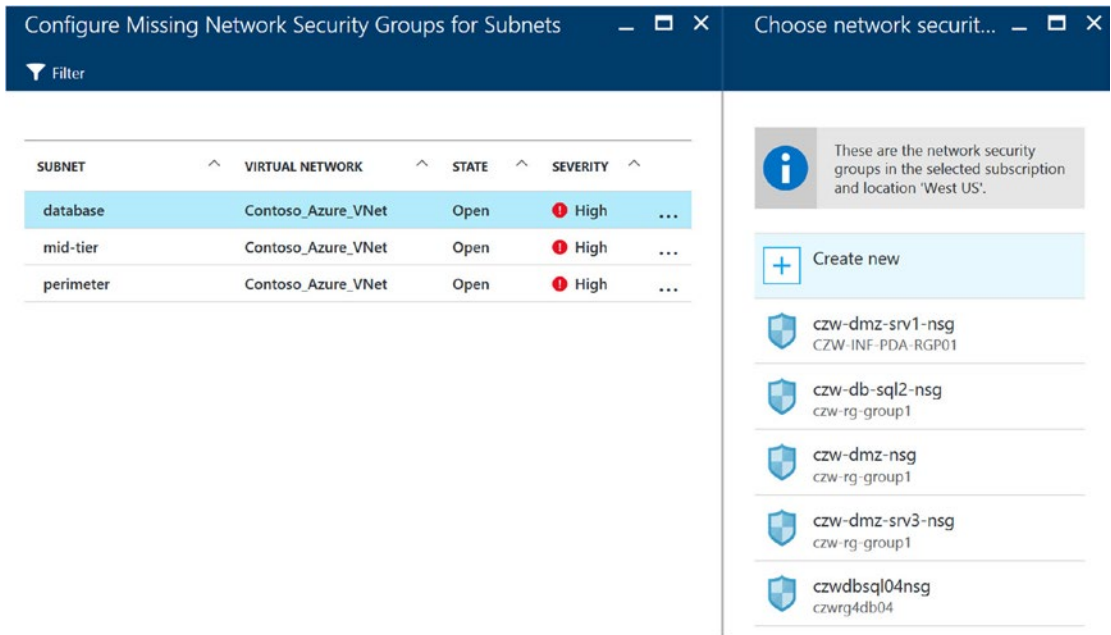 Configure Missing Network Security Groups for Subnets
Filter
SUBNET VIRTUAL NETWORK STATE SEVERITY
database Contoso_Azure_VNet Open High ...
mid-tier Contoso_Azure_VNet Open High ...
perimeter Contoso_Azure_VNet Open High ...
Choose network securit...
These are the network security
groups in the selected subscription
and location 'West US'.
Create new
czw-dmz-srv1-nsg
CZW-INF-PDA-RGP01
czw-db-sql2-nsg
czw-rg-group1
czw-dmz-nsg
czw-rg-group1
czw-dmz-srv3-nsg
czw-rg-group1
czwdbsql04nsg
czwrg4db04